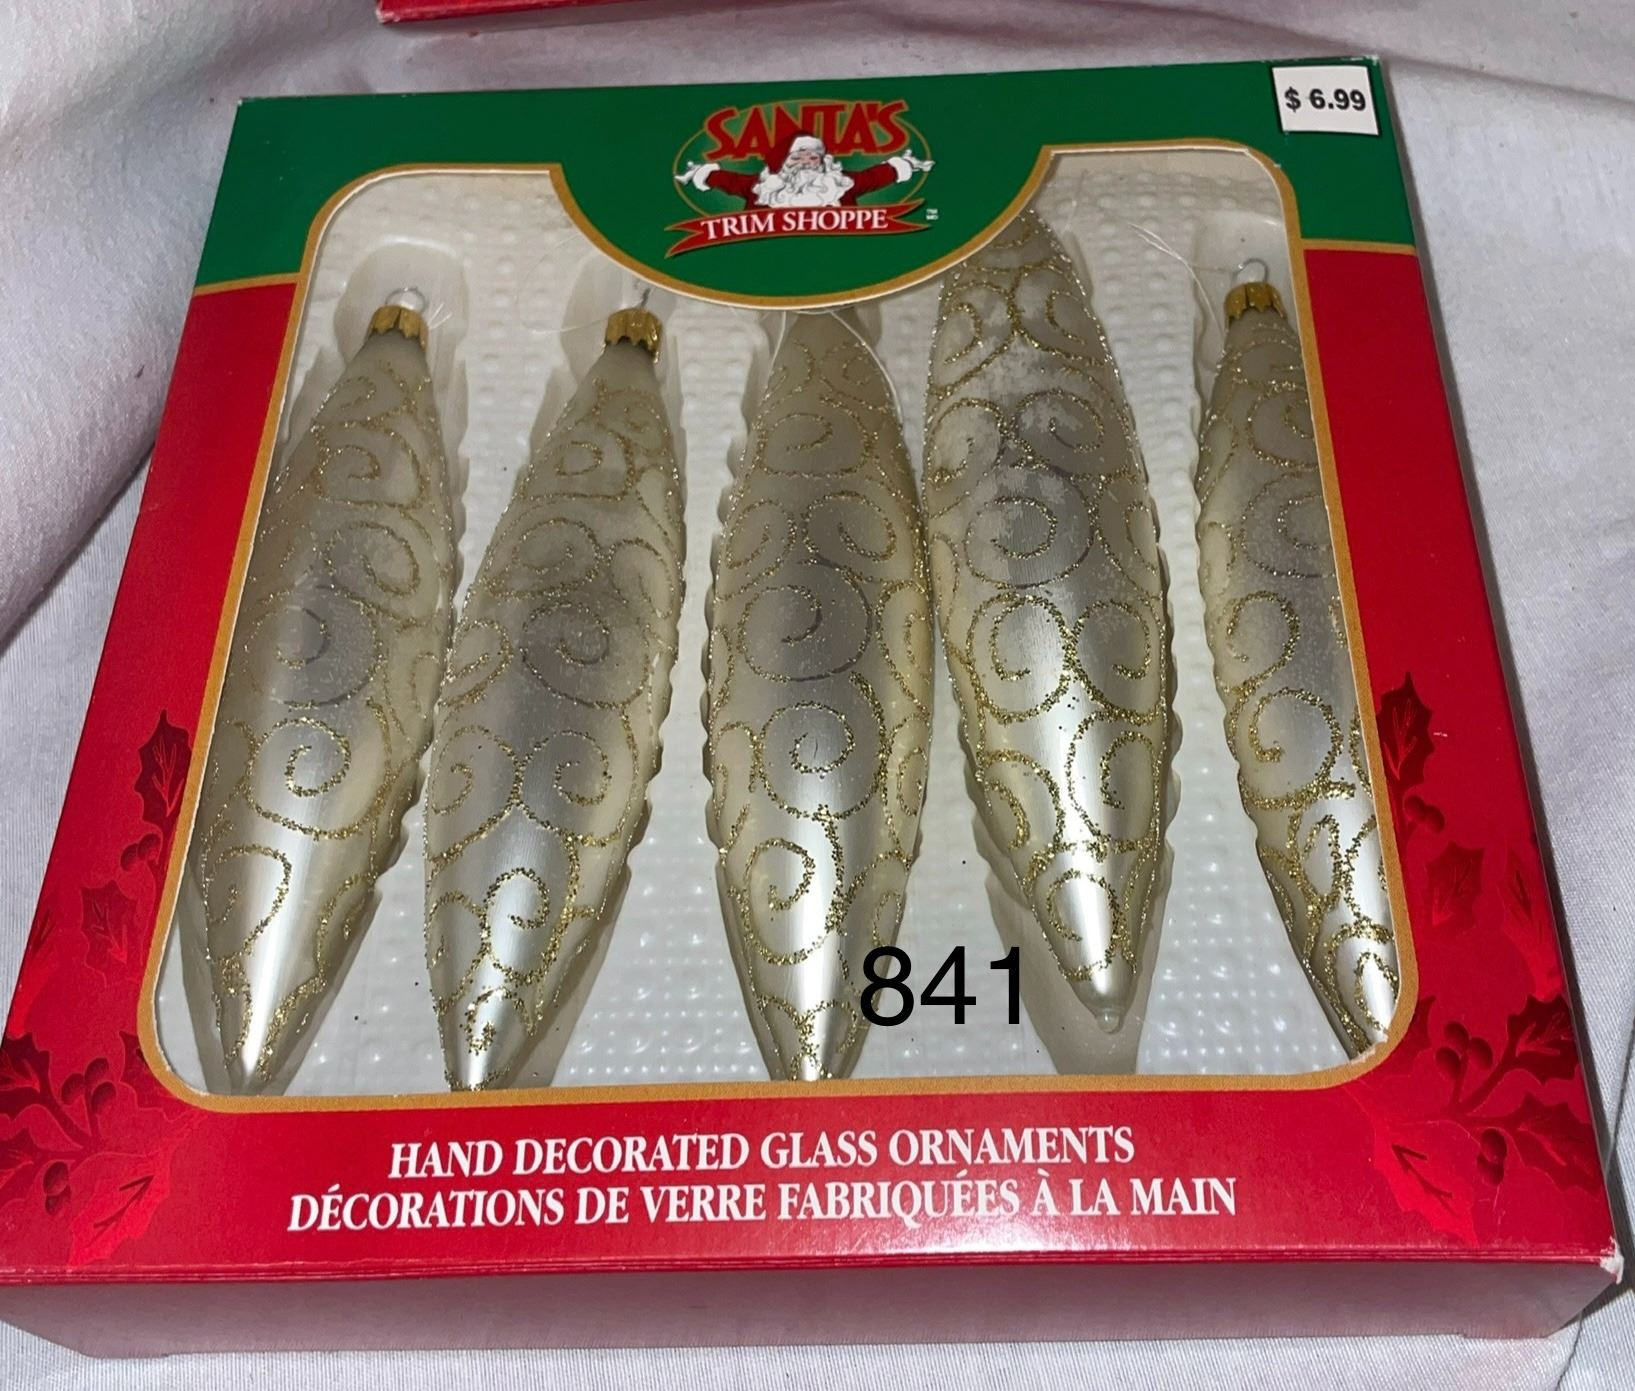 $ 6.99
SANTA'S
TRIM SHOPPE
841
HAND DECORATED GLASS ORNAMENTS
DÉCORATIONS DE VERRE FABRIQUÉES À LA MAIN